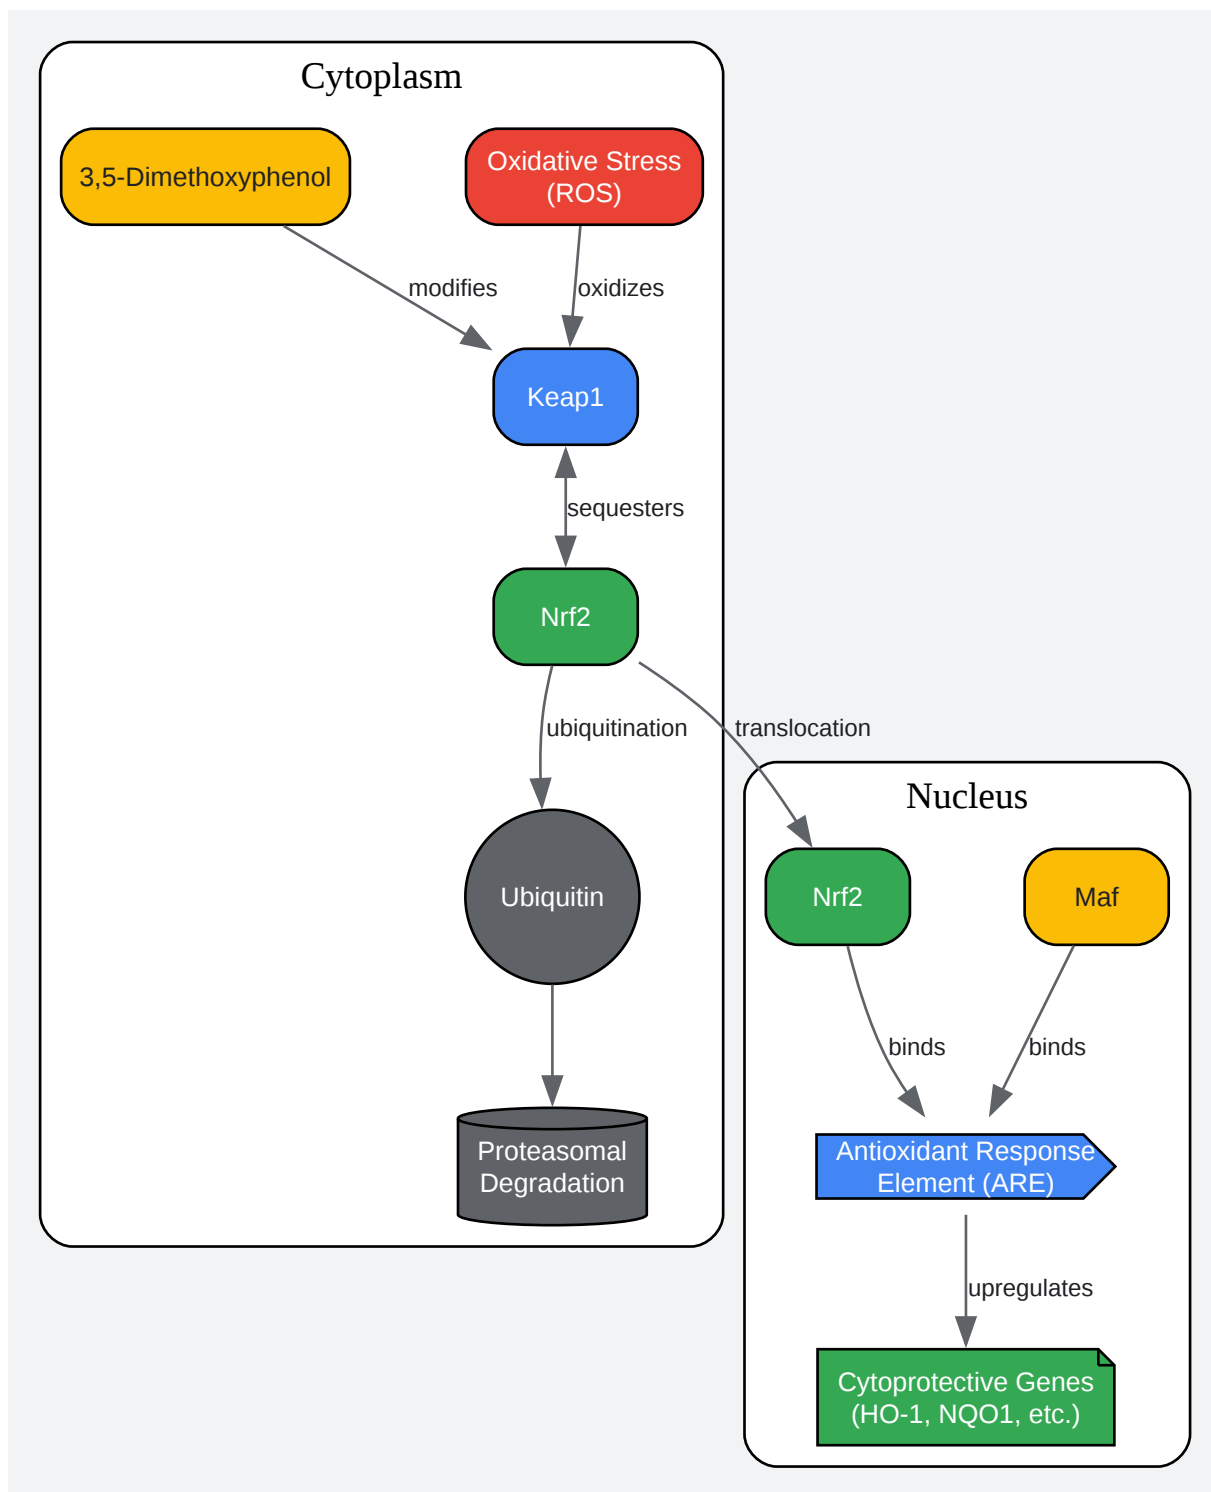 Cytoplasm
3,5-Dimethoxyphenol
Oxidative Stress
(ROS)
modifies
oxidizes
Keap1
sequesters
Nrf2
ubiquitination
translocation
Nucleus
Ubiquitin
Nrf2
Maf
binds
binds
Proteasomal
Degradation
Antioxidant Response
Element (ARE)
upregulates
Cytoprotective Genes
(HO-1, NQO1, etc.)